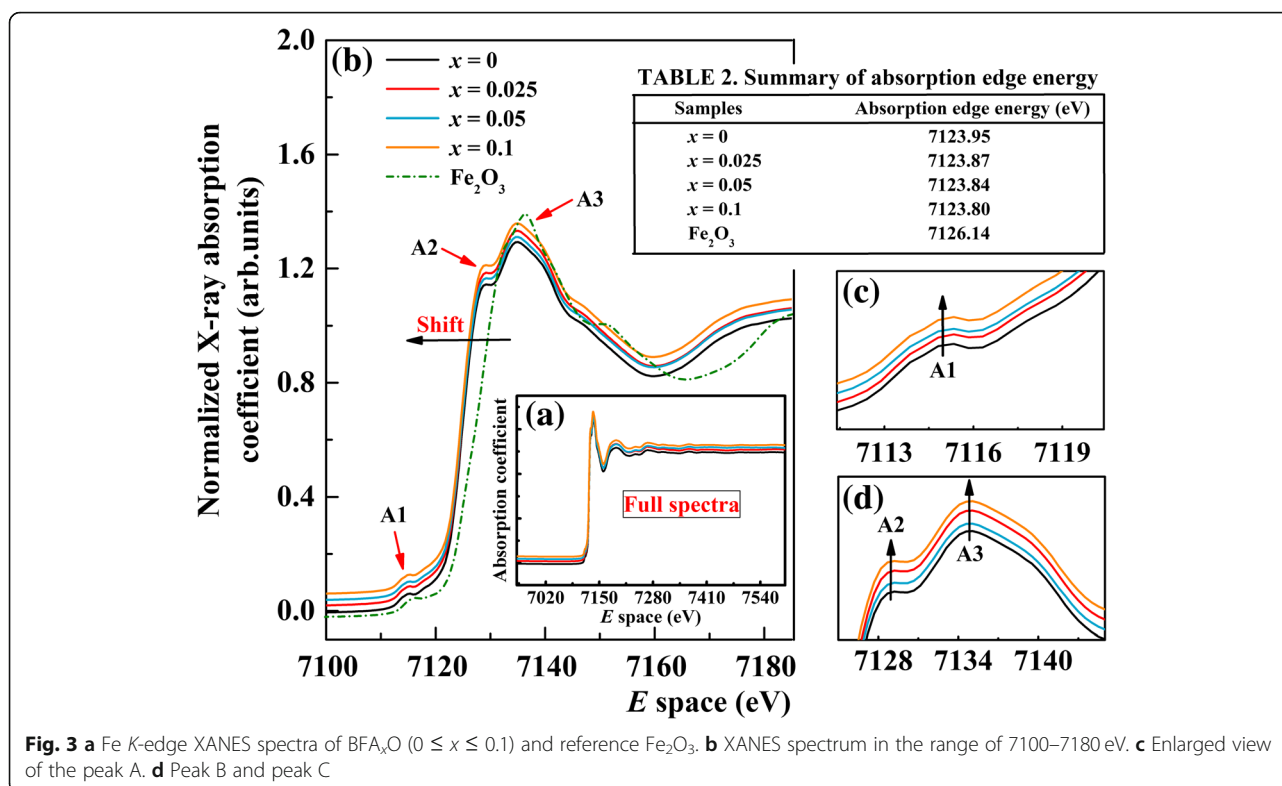 2.0
1.6
1.2
0.8
0.4
0.0
Normalized X-ray absorption
coefficient (arb.units)
(b)
x = 0
x = 0.025
x = 0.05
x = 0.1
Fe₂O₃
A3
A2
Shift
A1
7100 7120 7140 7160 7180
E space (eV)
TABLE 2. Summary of absorption edge energy
Samples Absorption edge energy (eV)
x = 0 7123.95
x = 0.025 7123.87
x = 0.05 7123.84
x = 0.1 7123.80
Fe₂O₃ 7126.14
(a)
Full spectra
Absorption coefficient
7020 7150 7280 7410 7540
E space (eV)
(c)
A1
7113 7116 7119
(d)
A2
A3
7128 7134 7140
Fig. 3 a Fe K-edge XANES spectra of BFAₓO (0 ≤ x ≤ 0.1) and reference Fe₂O₃. b XANES spectrum in the range of 7100–7180 eV. c Enlarged view
of the peak A. d Peak B and peak C